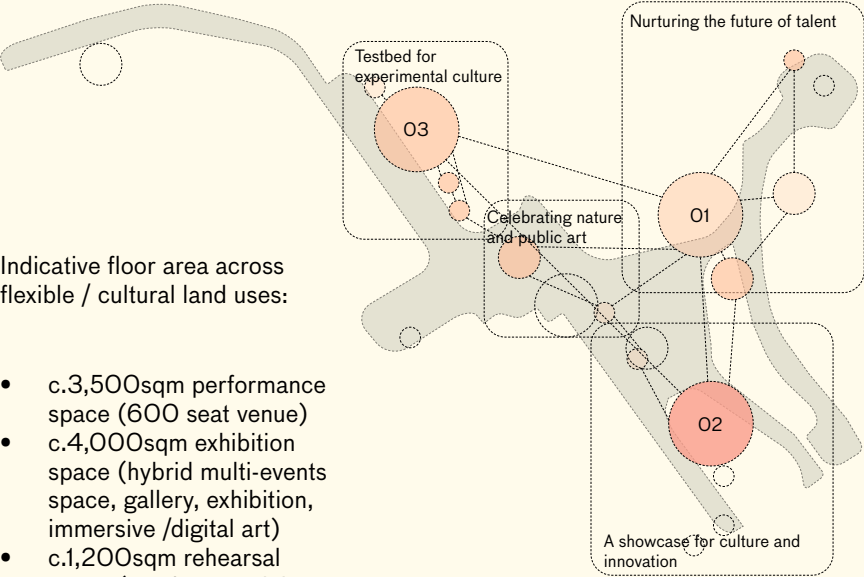 Nurturing the future of talent
Testbed for
experimental culture
03
01
Celebrating nature
and public art
Indicative floor area across
flexible / cultural land uses:
• c.3,500sqm performance
space (600 seat venue)
• c.4,000sqm exhibition
space (hybrid multi-events
space, gallery, exhibition,
immersive /digital art)
• c.1,200sqm rehearsal
02
A showcase for culture and
innovation